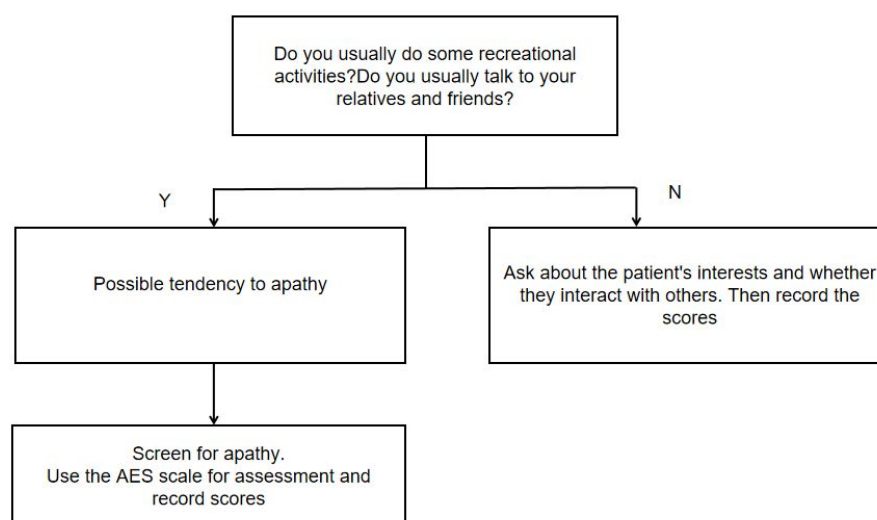 Do you usually do some recreational
activities?Do you usually talk to your
relatives and friends?
Y
N
Possible tendency to apathy
Ask about the patient's interests and whether
they interact with others. Then record the
scores
Screen for apathy.
Use the AES scale for assessment and
record scores